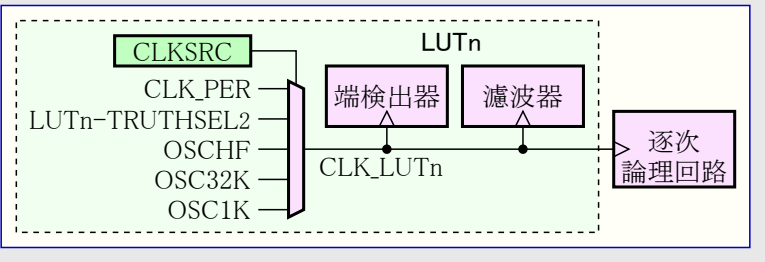 LUTn
CLKSRC
CLK_PER
LUTn-TRUTHSEL2
OSCHF
OSC32K
OSC1K
CLK_LUTn
端検出器
濾波器
逐次
論理回路